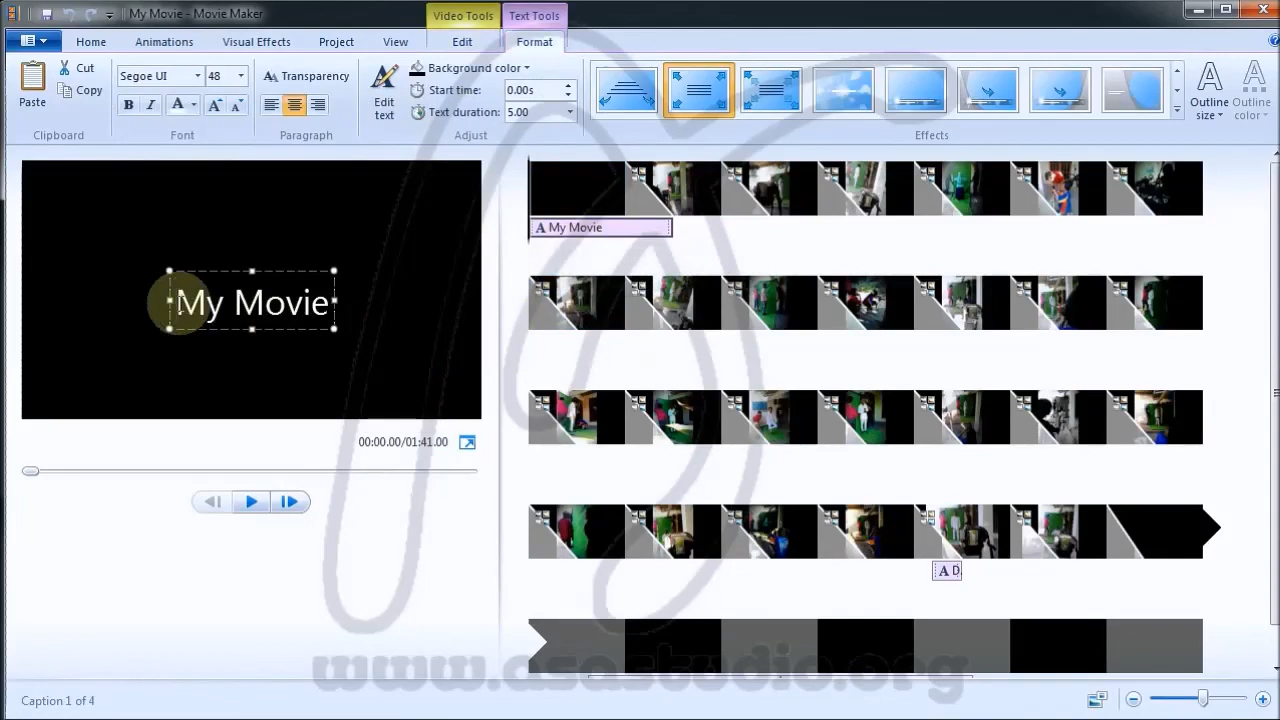 My Movie - Movie Maker
Video Tools
Text Tools
Home
Animations
Visual Effects
Project
View
Edit
Format
Paste
Cut
Copy
Clipboard
Segoe UI
48
B I A A A
Font
Transparency
Paragraph
Edit text
Background color
Start time: 0.00s
Text duration: 5.00
Adjust
Effects
Outline size
Outline color
My Movie
00:00.00/01:41.00
A My Movie
A D
www.asastudio.org
Caption 1 of 4